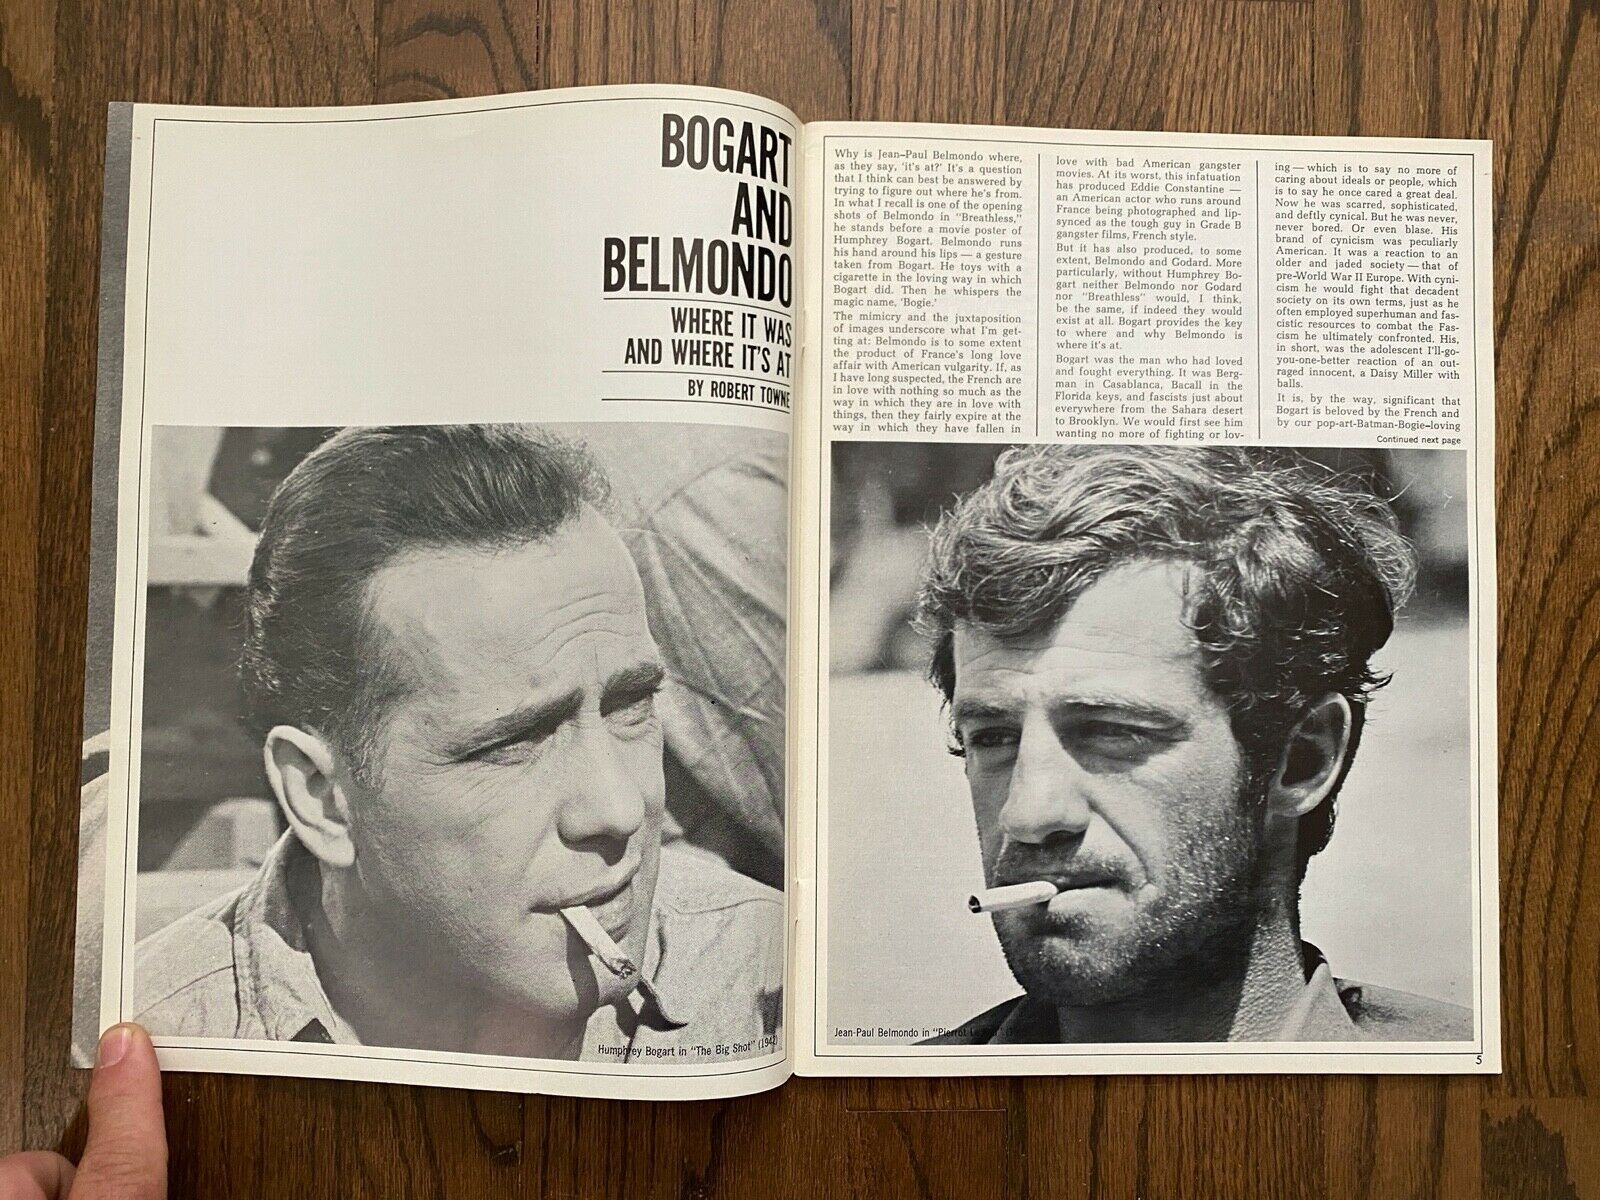 BOGART
AND
BELMONDO
WHERE IT WAS
AND WHERE IT'S AT
BY ROBERT TOWNE
Humphrey Bogart in "The Big Shot" (1942)
Why is Jean-Paul Belmondo where,
as they say, 'it's at?' It's a question
that I think can best be answered by
trying to figure out where he's from.
In what I recall is one of the opening
shots of Belmondo in "Breathless,"
he stands before a movie poster of
Humphrey Bogart. Belmondo runs
his hand around his lips — a gesture
taken from Bogart. He toys with a
cigarette in the loving way in which
Bogart did. Then he whispers the
magic name, 'Bogie.'
The mimicry and the juxtaposition
of images underscore what I'm get-
ting at: Belmondo is to some extent
the product of France's long love
affair with American vulgarity. If, as
I have long suspected, the French are
in love with nothing so much as the
way in which they are in love with
things, then they fairly expire at the
way in which they have fallen in
love with bad American gangster
movies. At its worst, this infatuation
has produced Eddie Constantine —
an American actor who runs around
France being photographed and lip-
synced as the tough guy in Grade B
gangster films, French style.
But it has also produced, to some
extent, Belmondo and Godard. More
particularly, without Humphrey Bo-
gart neither Belmondo nor Godard
nor "Breathless" would, I think,
be the same, if indeed they would
exist at all. Bogart provides the key
to where and why Belmondo is
where it's at.
Bogart was the man who had loved
and fought everything. It was Berg-
man in Casablanca, Bacall in the
Florida keys, and fascists just about
everywhere from the Sahara desert
to Brooklyn. We would first see him
wanting no more of fighting or lov-
ing — which is to say no more of
caring about ideals or people, which
is to say he once cared a great deal.
Now he was scarred, sophisticated,
and deftly cynical. But he was never,
never bored. Or even blase. His
brand of cynicism was peculiarly
American. It was a reaction to an
older and jaded society — that of
pre-World War II Europe. With cyni-
cism he would fight that decadent
society on its own terms, just as he
often employed superhuman and fas-
cistic resources to combat the Fas-
cism he ultimately confronted. His,
in short, was the adolescent I'll-go-
you-one-better reaction of an out-
raged innocent, a Daisy Miller with
balls.
It is, by the way, significant that
Bogart is beloved by the French and
by our pop-art-Batman-Bogie-loving
Continued next page
Jean-Paul Belmondo in "Pierrot
5